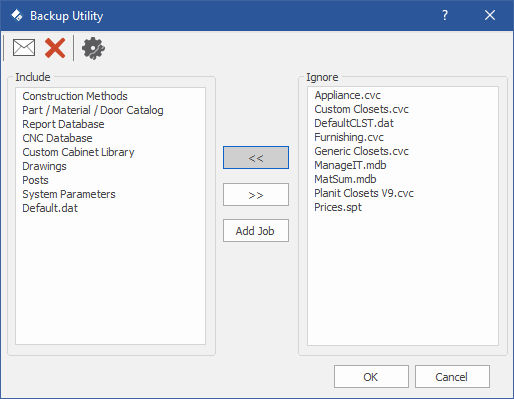 Backup Utility
?
Include
Construction Methods
Part / Material / Door Catalog
Report Database
CNC Database
Custom Cabinet Library
Drawings
Posts
System Parameters
Default.dat
<<
>>
Add Job
Ignore
Appliance.cvc
Custom Closets.cvc
DefaultCLST.dat
Furnishing.cvc
Generic Closets.cvc
ManageIT.mdb
MatSum.mdb
Planit Closets V9.cvc
Prices.spt
OK
Cancel